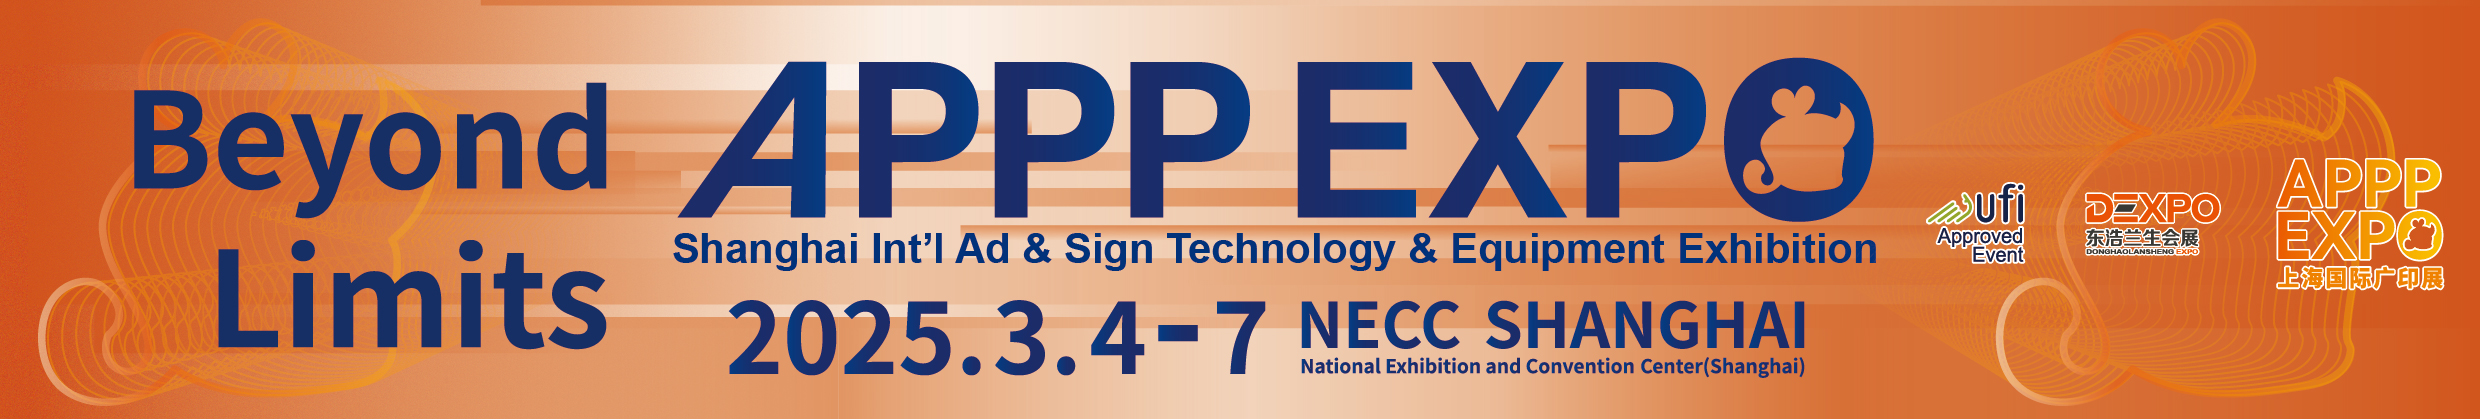 Beyond
Limits
APPP EXPO
Shanghai Int'l Ad & Sign Technology & Equipment Exhibition
2025.3.4-7
NECC SHANGHAI
National Exhibition and Convention Center(Shanghai)
ufi
Approved
Event
DEXPO
东浩兰生会展
DONGHAOLANSHENG EXPO
APPP
EXPO
上海国际广印展